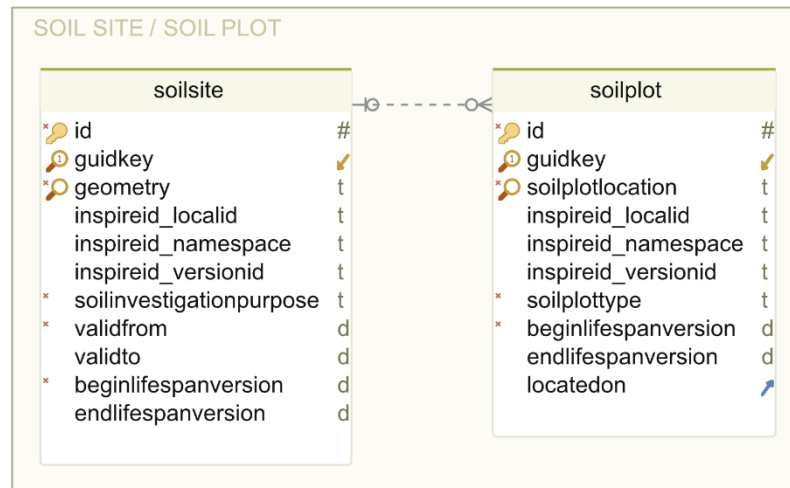 SOIL SITE / SOIL PLOT
soilsite
id #
guidkey
geometry t
inspireid_localid t
inspireid_namespace t
inspireid_versionid t
soilinvestigationpurpose t
validfrom d
validto d
beginlifespanversion d
endlifespanversion d
soilplot
id #
guidkey
soilplotlocation t
inspireid_localid t
inspireid_namespace t
inspireid_versionid t
soilplottype t
beginlifespanversion d
endlifespanversion d
locatedon